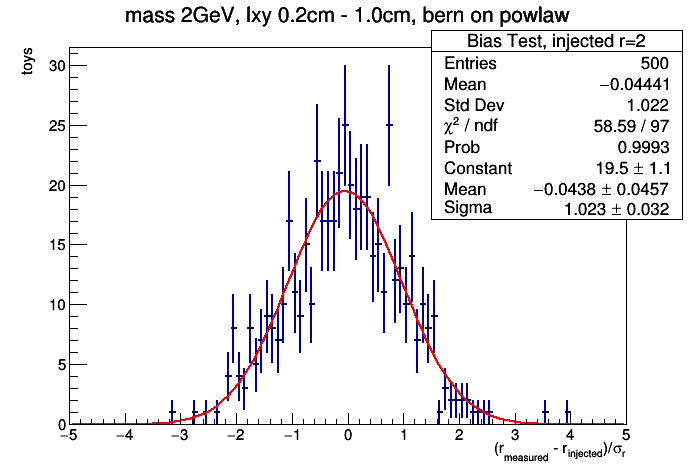 mass 2GeV, lxy 0.2cm - 1.0cm, bern on powlaw
Bias Test, injected r=2
Entries 500
Mean −0.04441
Std Dev 1.022
χ² / ndf 58.59 / 97
Prob 0.9993
Constant 19.5 ± 1.1
Mean −0.0438 ± 0.0457
Sigma 1.023 ± 0.032
toys
30
25
20
15
10
5
0
−5 −4 −3 −2 −1 0 1 2 3 4 5
(r_measured - r_injected)/σ_r